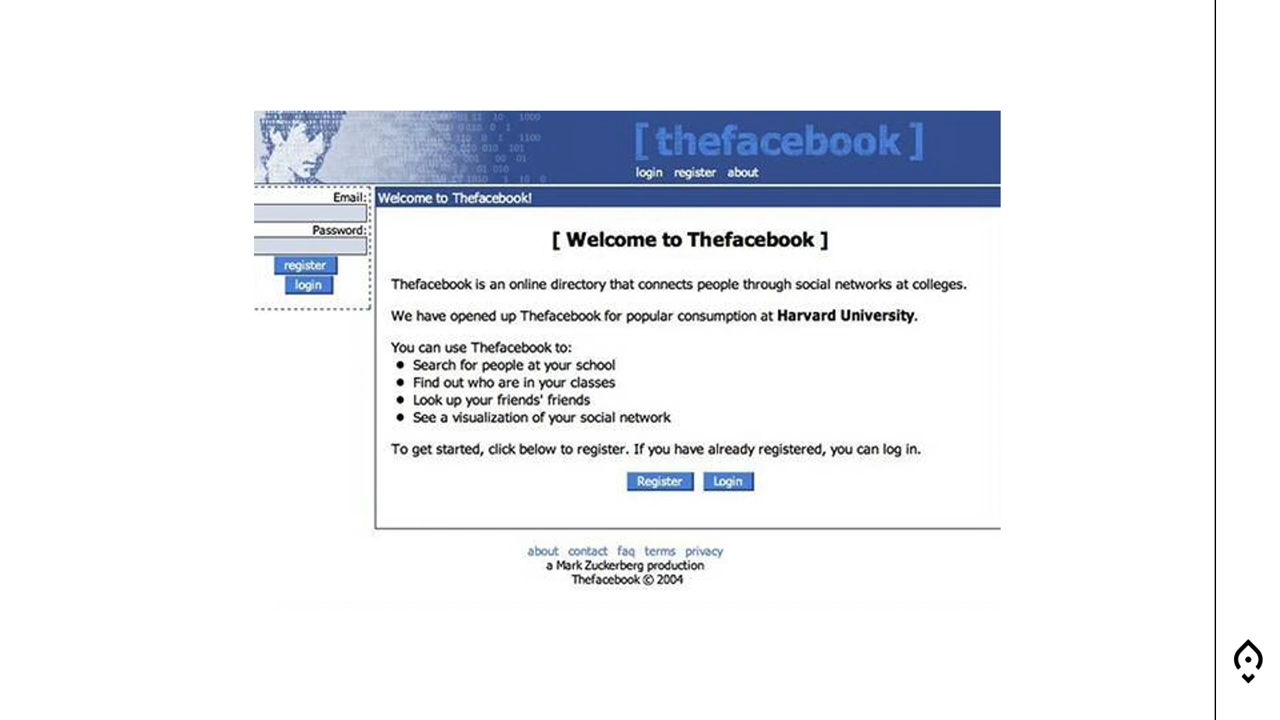 [ thefacebook ]
login register about
Email:
Password:
register
login
Welcome to Thefacebook!
[ Welcome to Thefacebook ]
Thefacebook is an online directory that connects people through social networks at colleges.
We have opened up Thefacebook for popular consumption at Harvard University.
You can use Thefacebook to:
● Search for people at your school
● Find out who are in your classes
● Look up your friends' friends
● See a visualization of your social network
To get started, click below to register. If you have already registered, you can log in.
Register Login
about contact faq terms privacy
a Mark Zuckerberg production
Thefacebook © 2004